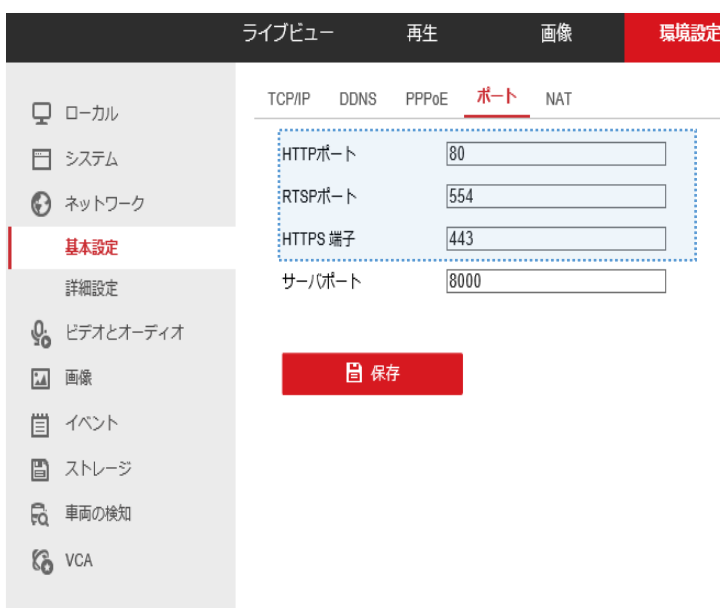 ライブビュー 再生 画像 環境設定
TCP/IP DDNS PPPoE ポート NAT
ローカル
システム
ネットワーク
基本設定
詳細設定
ビデオとオーディオ
画像
イベント
ストレージ
車両の検知
VCA
HTTPポート 80
RTSPポート 554
HTTPS 端子 443
サーバポート 8000
保存